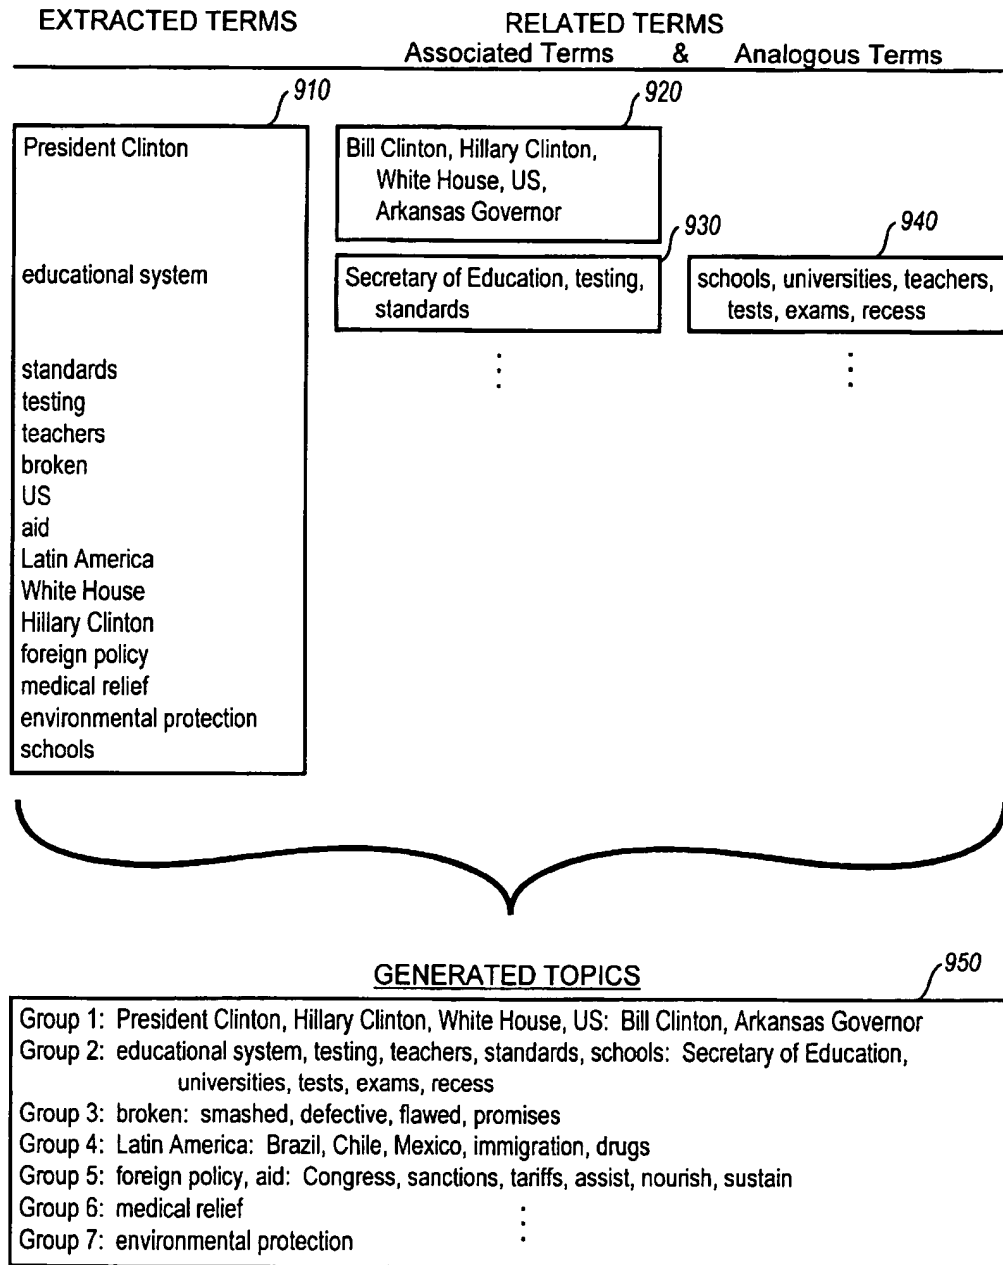 EXTRACTED TERMS
RELATED TERMS
Associated Terms & Analogous Terms
910
920
President Clinton
Bill Clinton, Hillary Clinton,
White House, US,
Arkansas Governor
930
940
educational system
Secretary of Education, testing,
standards
schools, universities, teachers,
tests, exams, recess
standards
testing
teachers
broken
US
aid
Latin America
White House
Hillary Clinton
foreign policy
medical relief
environmental protection
schools
GENERATED TOPICS
950
Group 1: President Clinton, Hillary Clinton, White House, US: Bill Clinton, Arkansas Governor
Group 2: educational system, testing, teachers, standards, schools: Secretary of Education,
universities, tests, exams, recess
Group 3: broken: smashed, defective, flawed, promises
Group 4: Latin America: Brazil, Chile, Mexico, immigration, drugs
Group 5: foreign policy, aid: Congress, sanctions, tariffs, assist, nourish, sustain
Group 6: medical relief
Group 7: environmental protection